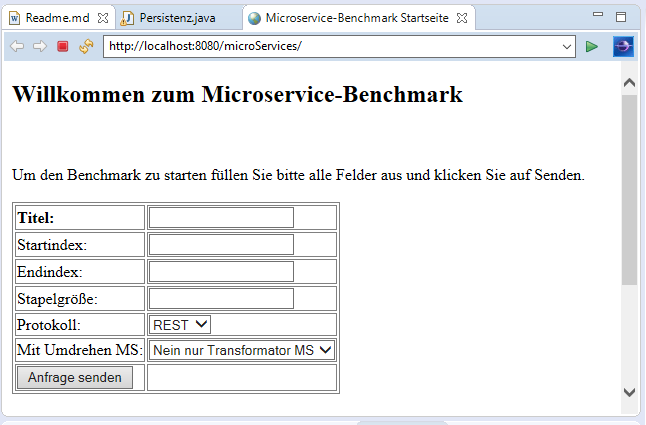 Readme.md Persistenz.java Microservice-Benchmark Startseite
http://localhost:8080/microServices/
Willkommen zum Microservice-Benchmark
Um den Benchmark zu starten füllen Sie bitte alle Felder aus und klicken Sie auf Senden.
Titel:
Startindex:
Endindex:
Stapelgröße:
Protokoll: REST
Mit Umdrehen MS: Nein nur Transformator MS
Anfrage senden